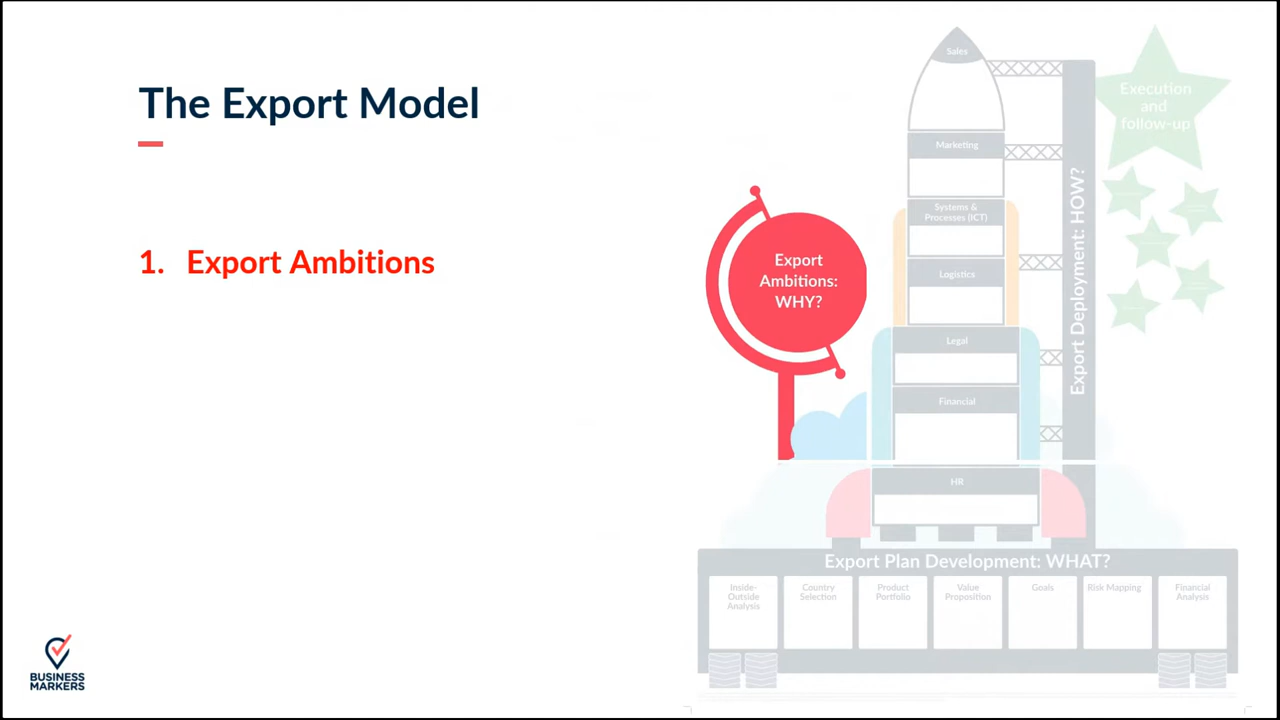 The Export Model
1. Export Ambitions
Export
Ambitions:
WHY?
Sales
Marketing
Systems &
Processes (ICT)
Logistics
Legal
Financial
HR
Export Deployment: HOW?
Execution
and
follow-up
Export Plan Development: WHAT?
Inside-
Outside
Analysis
Country
Selection
Product
Portfolio
Value
Proposition
Goals
Risk Mapping
Financial
Analysis
BUSINESS
MARKERS